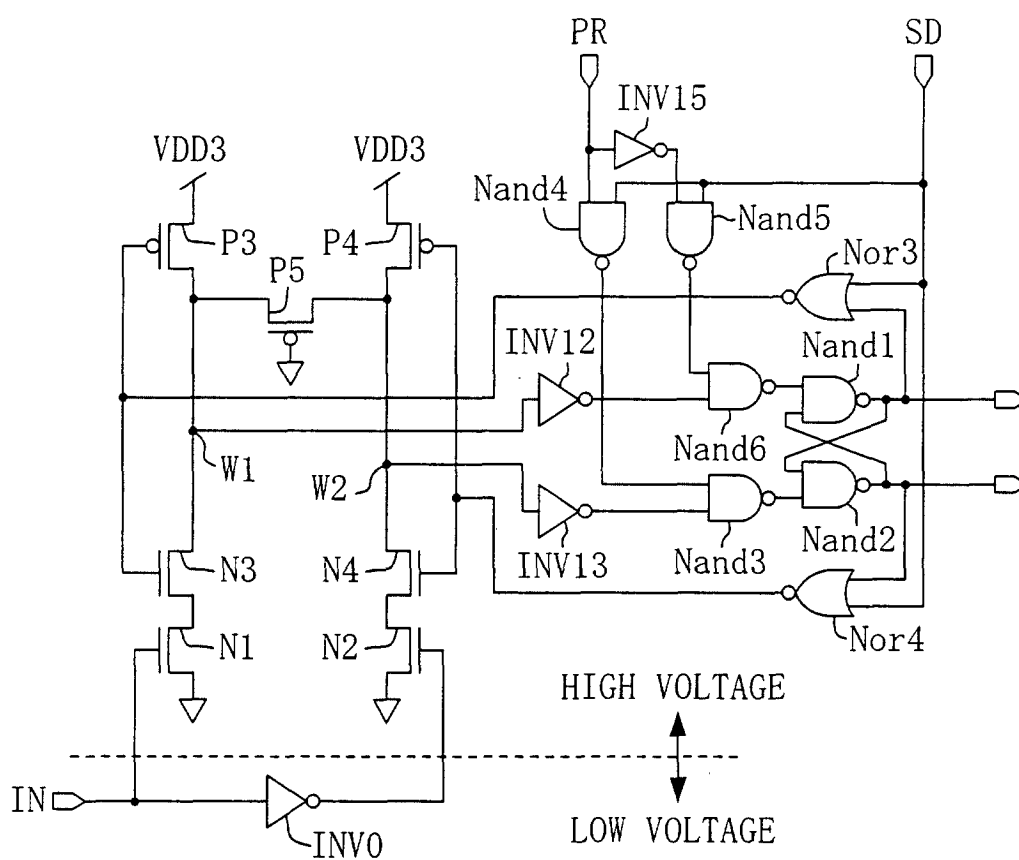 PR
SD
INV15
VDD3
VDD3
Nand4
Nand5
P3
P4
P5
Nor3
INV12
Nand1
W1
Nand6
W2
INV13
Nand3
Nand2
N3
N4
N1
N2
Nor4
HIGH VOLTAGE
IN
INV0
LOW VOLTAGE